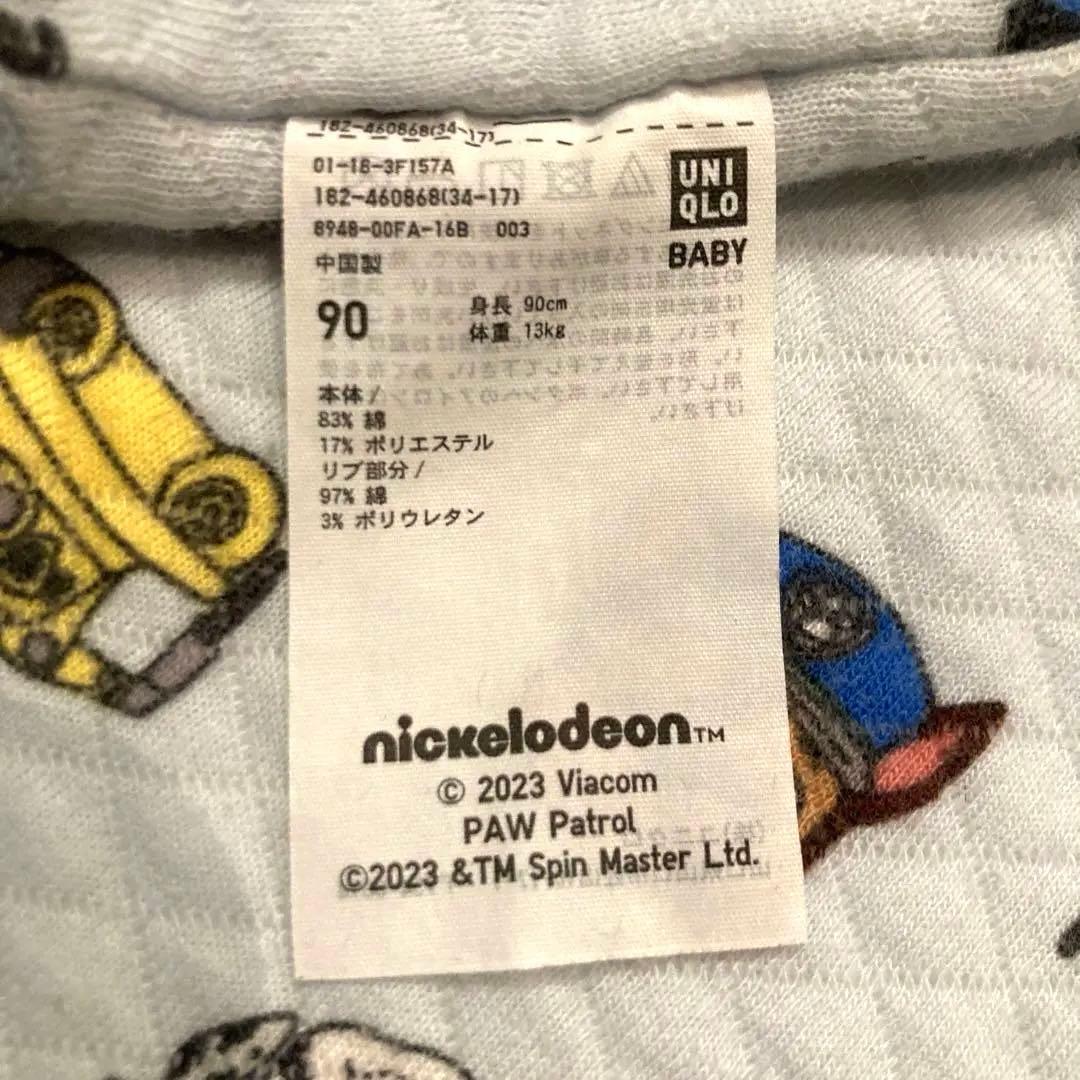 182-460868(34-17)
01-18-3F157A
182-460868(34-17)
8948-00FA-16B 003
中国製
UNI
QLO
BABY
90
身長 90cm
体重 13kg
本体 \
83% 綿
17% ポリエステル
リブ部分 /
97% 綿
3% ポリウレタン
nickelodeon™
© 2023 Viacom
PAW Patrol
©2023 &TM Spin Master Ltd.